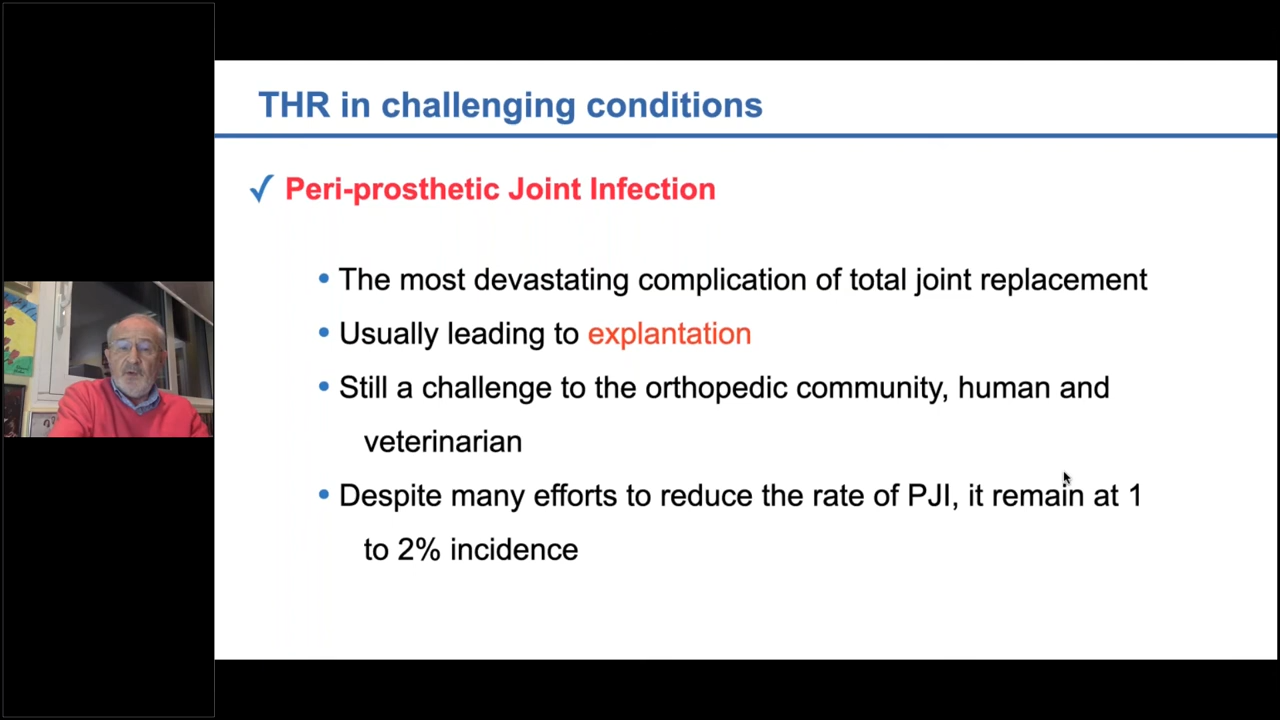 THR in challenging conditions
✓ Peri-prosthetic Joint Infection
• The most devastating complication of total joint replacement
• Usually leading to explantation
• Still a challenge to the orthopedic community, human and
veterinarian
• Despite many efforts to reduce the rate of PJI, it remain at 1
to 2% incidence